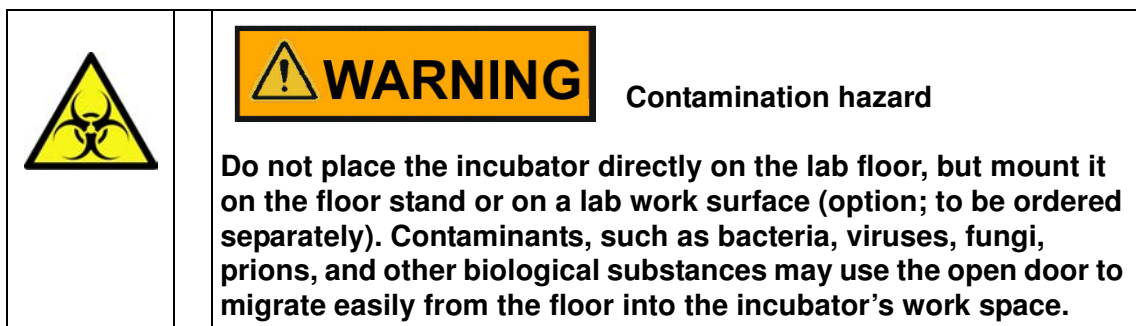 WARNING Contamination hazard
Do not place the incubator directly on the lab floor, but mount it
on the floor stand or on a lab work surface (option; to be ordered
separately). Contaminants, such as bacteria, viruses, fungi,
prions, and other biological substances may use the open door to
migrate easily from the floor into the incubator’s work space.